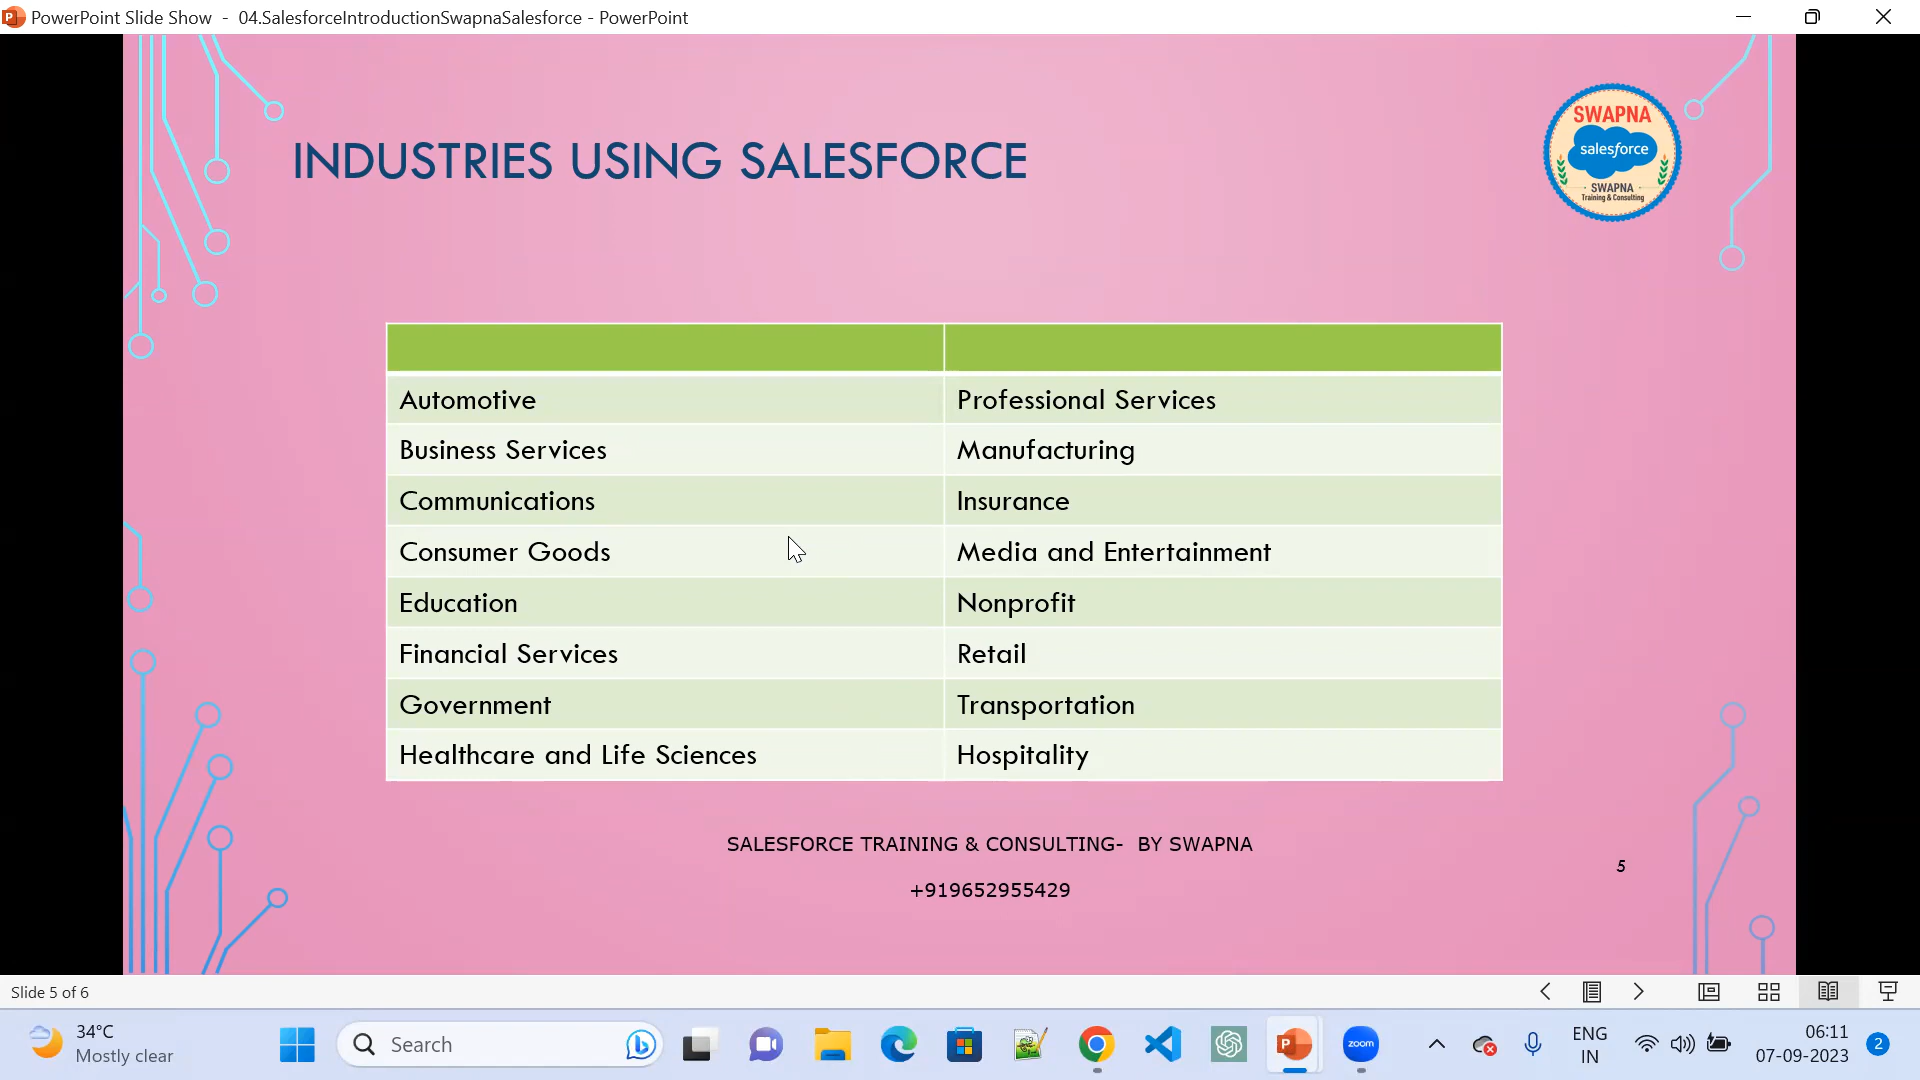 PowerPoint Slide Show - 04.SalesforceIntroductionSwapnaSalesforce - PowerPoint
INDUSTRIES USING SALESFORCE
SWAPNA
salesforce
SWAPNA
Training & Consulting
Automotive Professional Services
Business Services Manufacturing
Communications Insurance
Consumer Goods Media and Entertainment
Education Nonprofit
Financial Services Retail
Government Transportation
Healthcare and Life Sciences Hospitality
SALESFORCE TRAINING & CONSULTING- BY SWAPNA
5
+919652955429
Slide 5 of 6
34°C
Mostly clear
Search
zoom
ENG
IN
06:11
07-09-2023
2